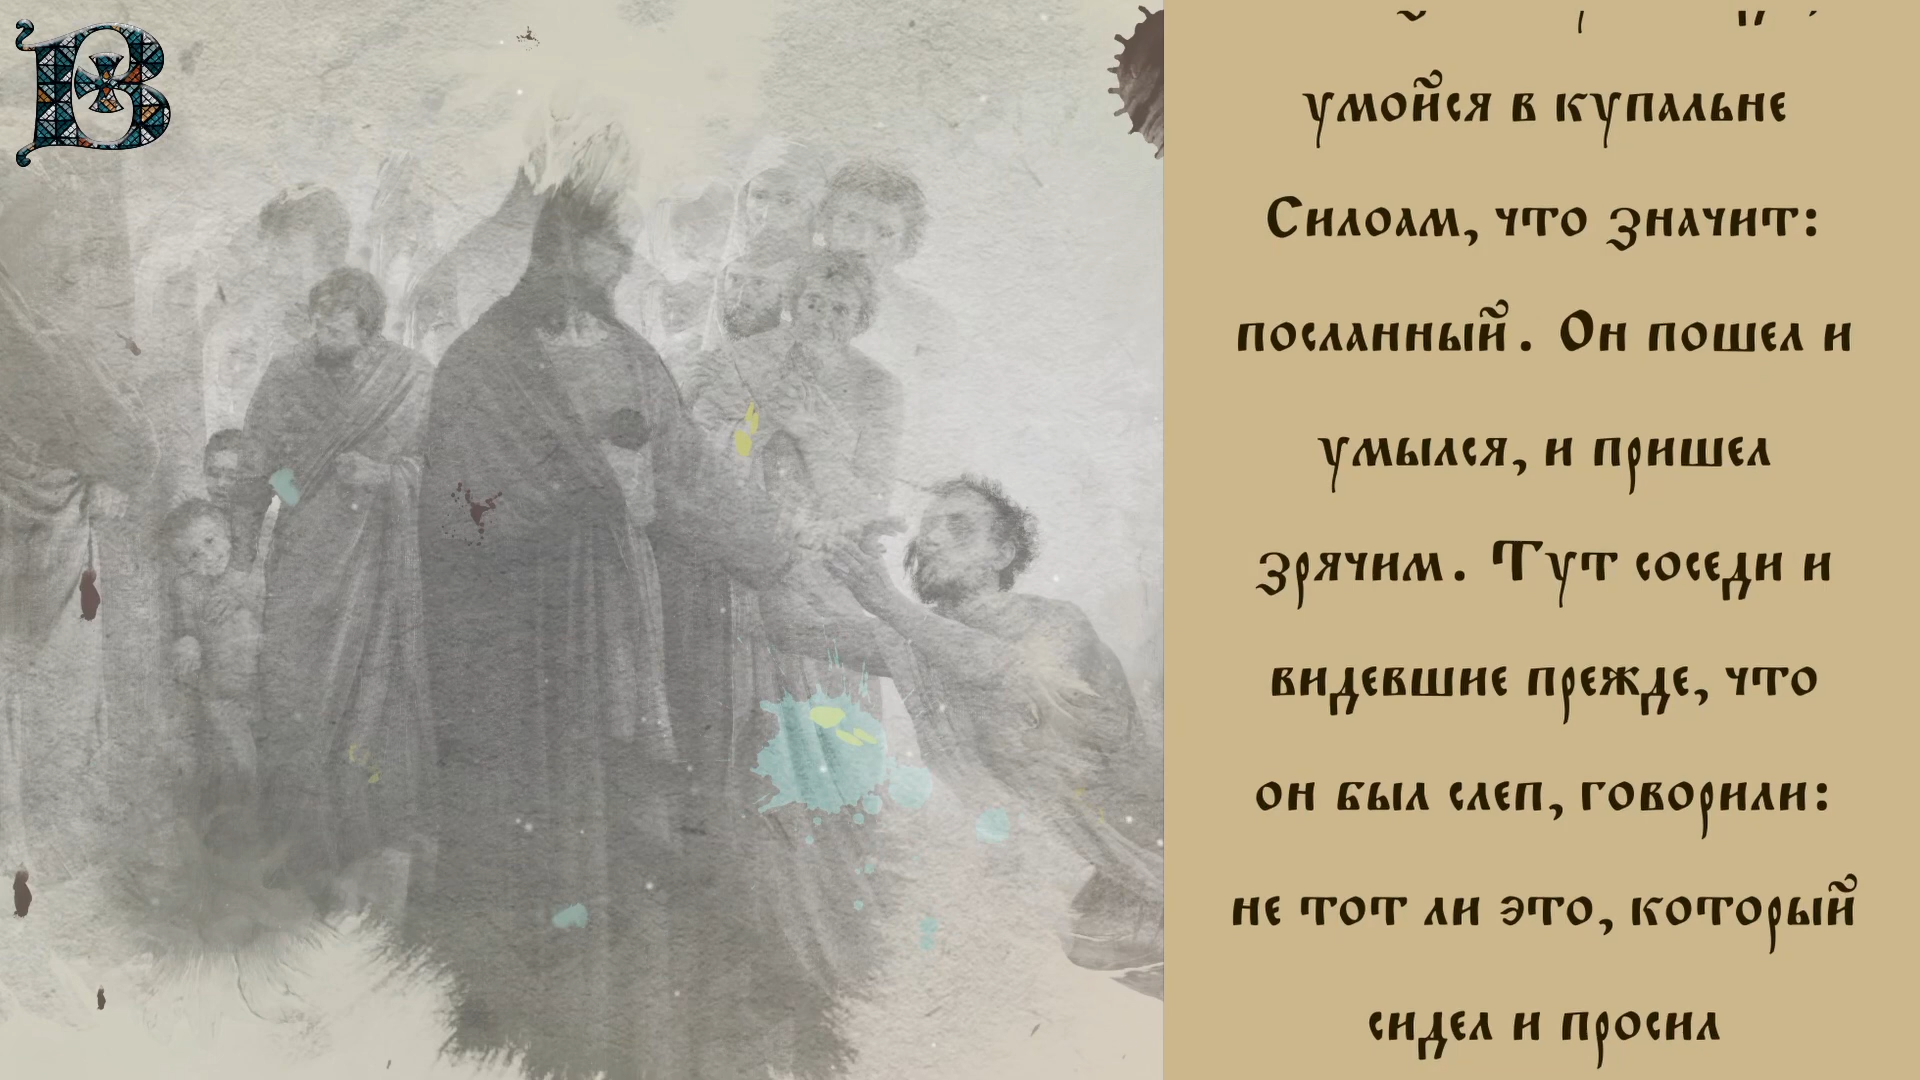 умойся в купальне
Силоам, что значит:
посланный. Он пошел и
умылся, и пришел
зрячим. Тут соседи и
видевшие прежде, что
он был слеп, говорили:
не тот ли это, который
сидел и просил